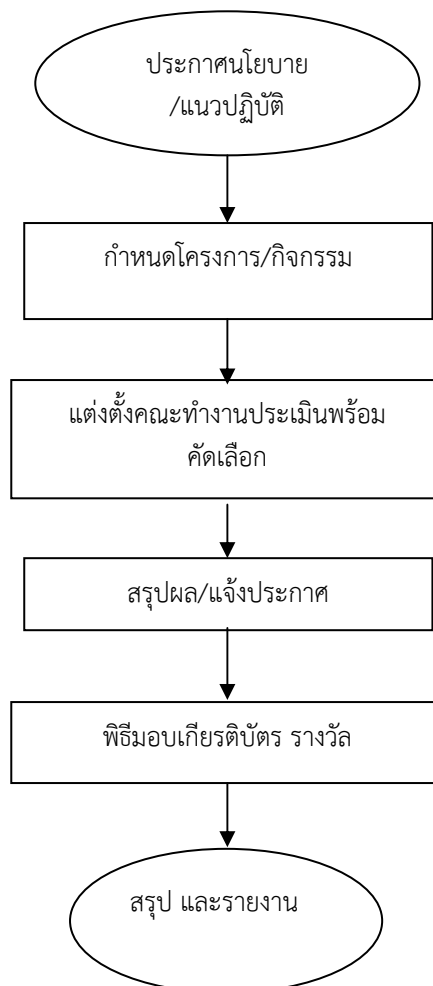 ประกาศนโยบาย
/แนวปฏิบัติ
กำหนดโครงการ/กิจกรรม
แต่งตั้งคณะทำงานประเมินพร้อม
คัดเลือก
สรุปผล/แจ้งประกาศ
พิธีมอบเกียรติบัตร รางวัล
สรุป และรายงาน